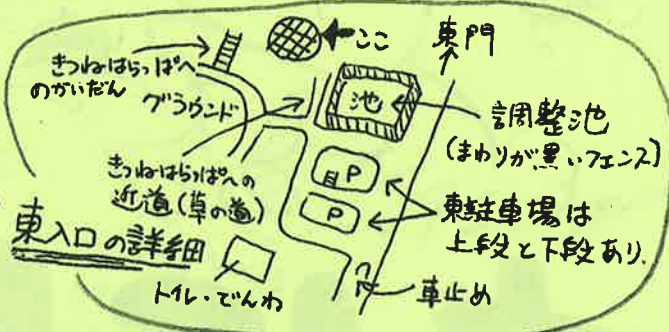 ここ
東門
きつねはらっぱへ
のかいだん
グラウンド
池
調整池
(まわりが黒いフェンス)
きつねはらっぱへの
近道(草の道)
P
P
東駐車場は
上段と下段あり.
東入口の詳細
トイレ・でんわ
車止め